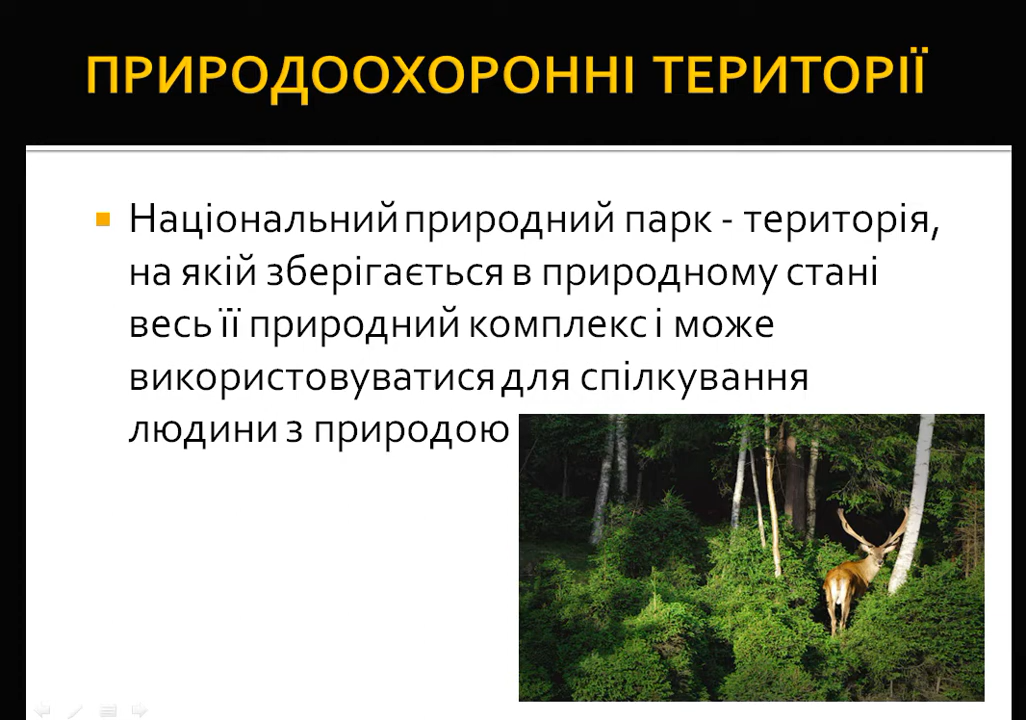 ПРИРОДООХОРОННІ ТЕРИТОРІЇ
Національний природний парк - територія,
на якій зберігається в природному стані
весь її природний комплекс і може
використовуватися для спілкування
людини з природою